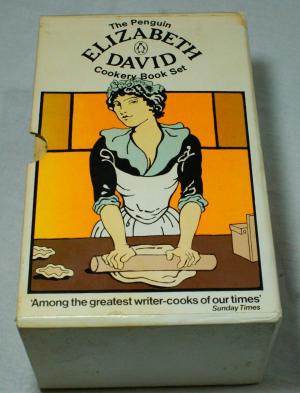 The Penguin
ELIZABETH
DAVID
Cookery Book Set
'Among the greatest writer-cooks of our times'
Sunday Times